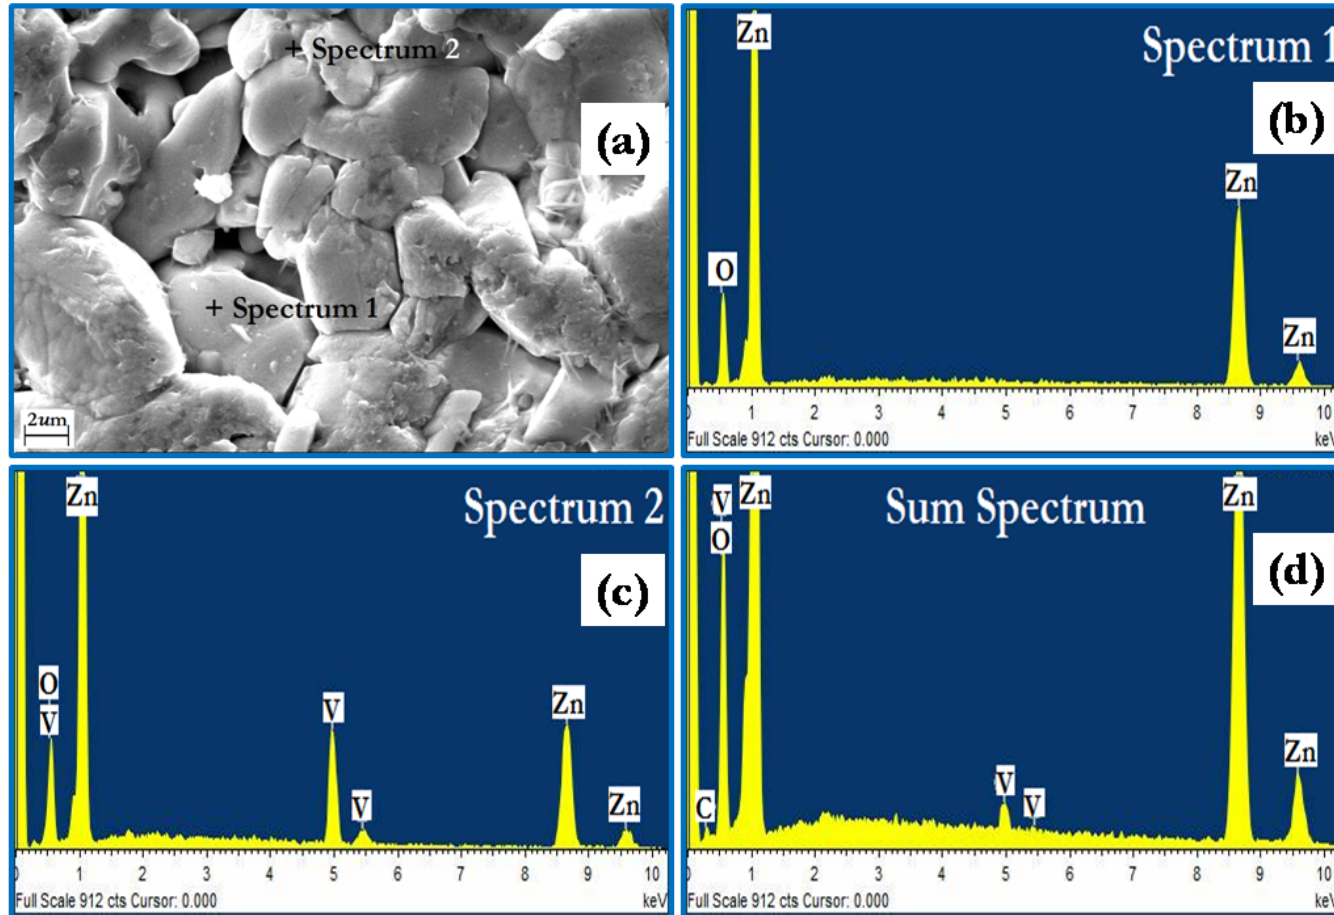 + Spectrum 2
(a)
+ Spectrum 1
2um
Spectrum 1
(b)
Zn
Zn
O
Zn
0 1 2 3 4 5 6 7 8 9 10
Full Scale 912 cts Cursor: 0.000 keV
Spectrum 2
(c)
Zn
O
V
V
V
Zn
Zn
0 1 2 3 4 5 6 7 8 9 10
Full Scale 912 cts Cursor: 0.000 keV
Sum Spectrum
(d)
V
O
Zn
Zn
C
V
V
Zn
0 1 2 3 4 5 6 7 8 9 10
Full Scale 912 cts Cursor: 0.000 keV